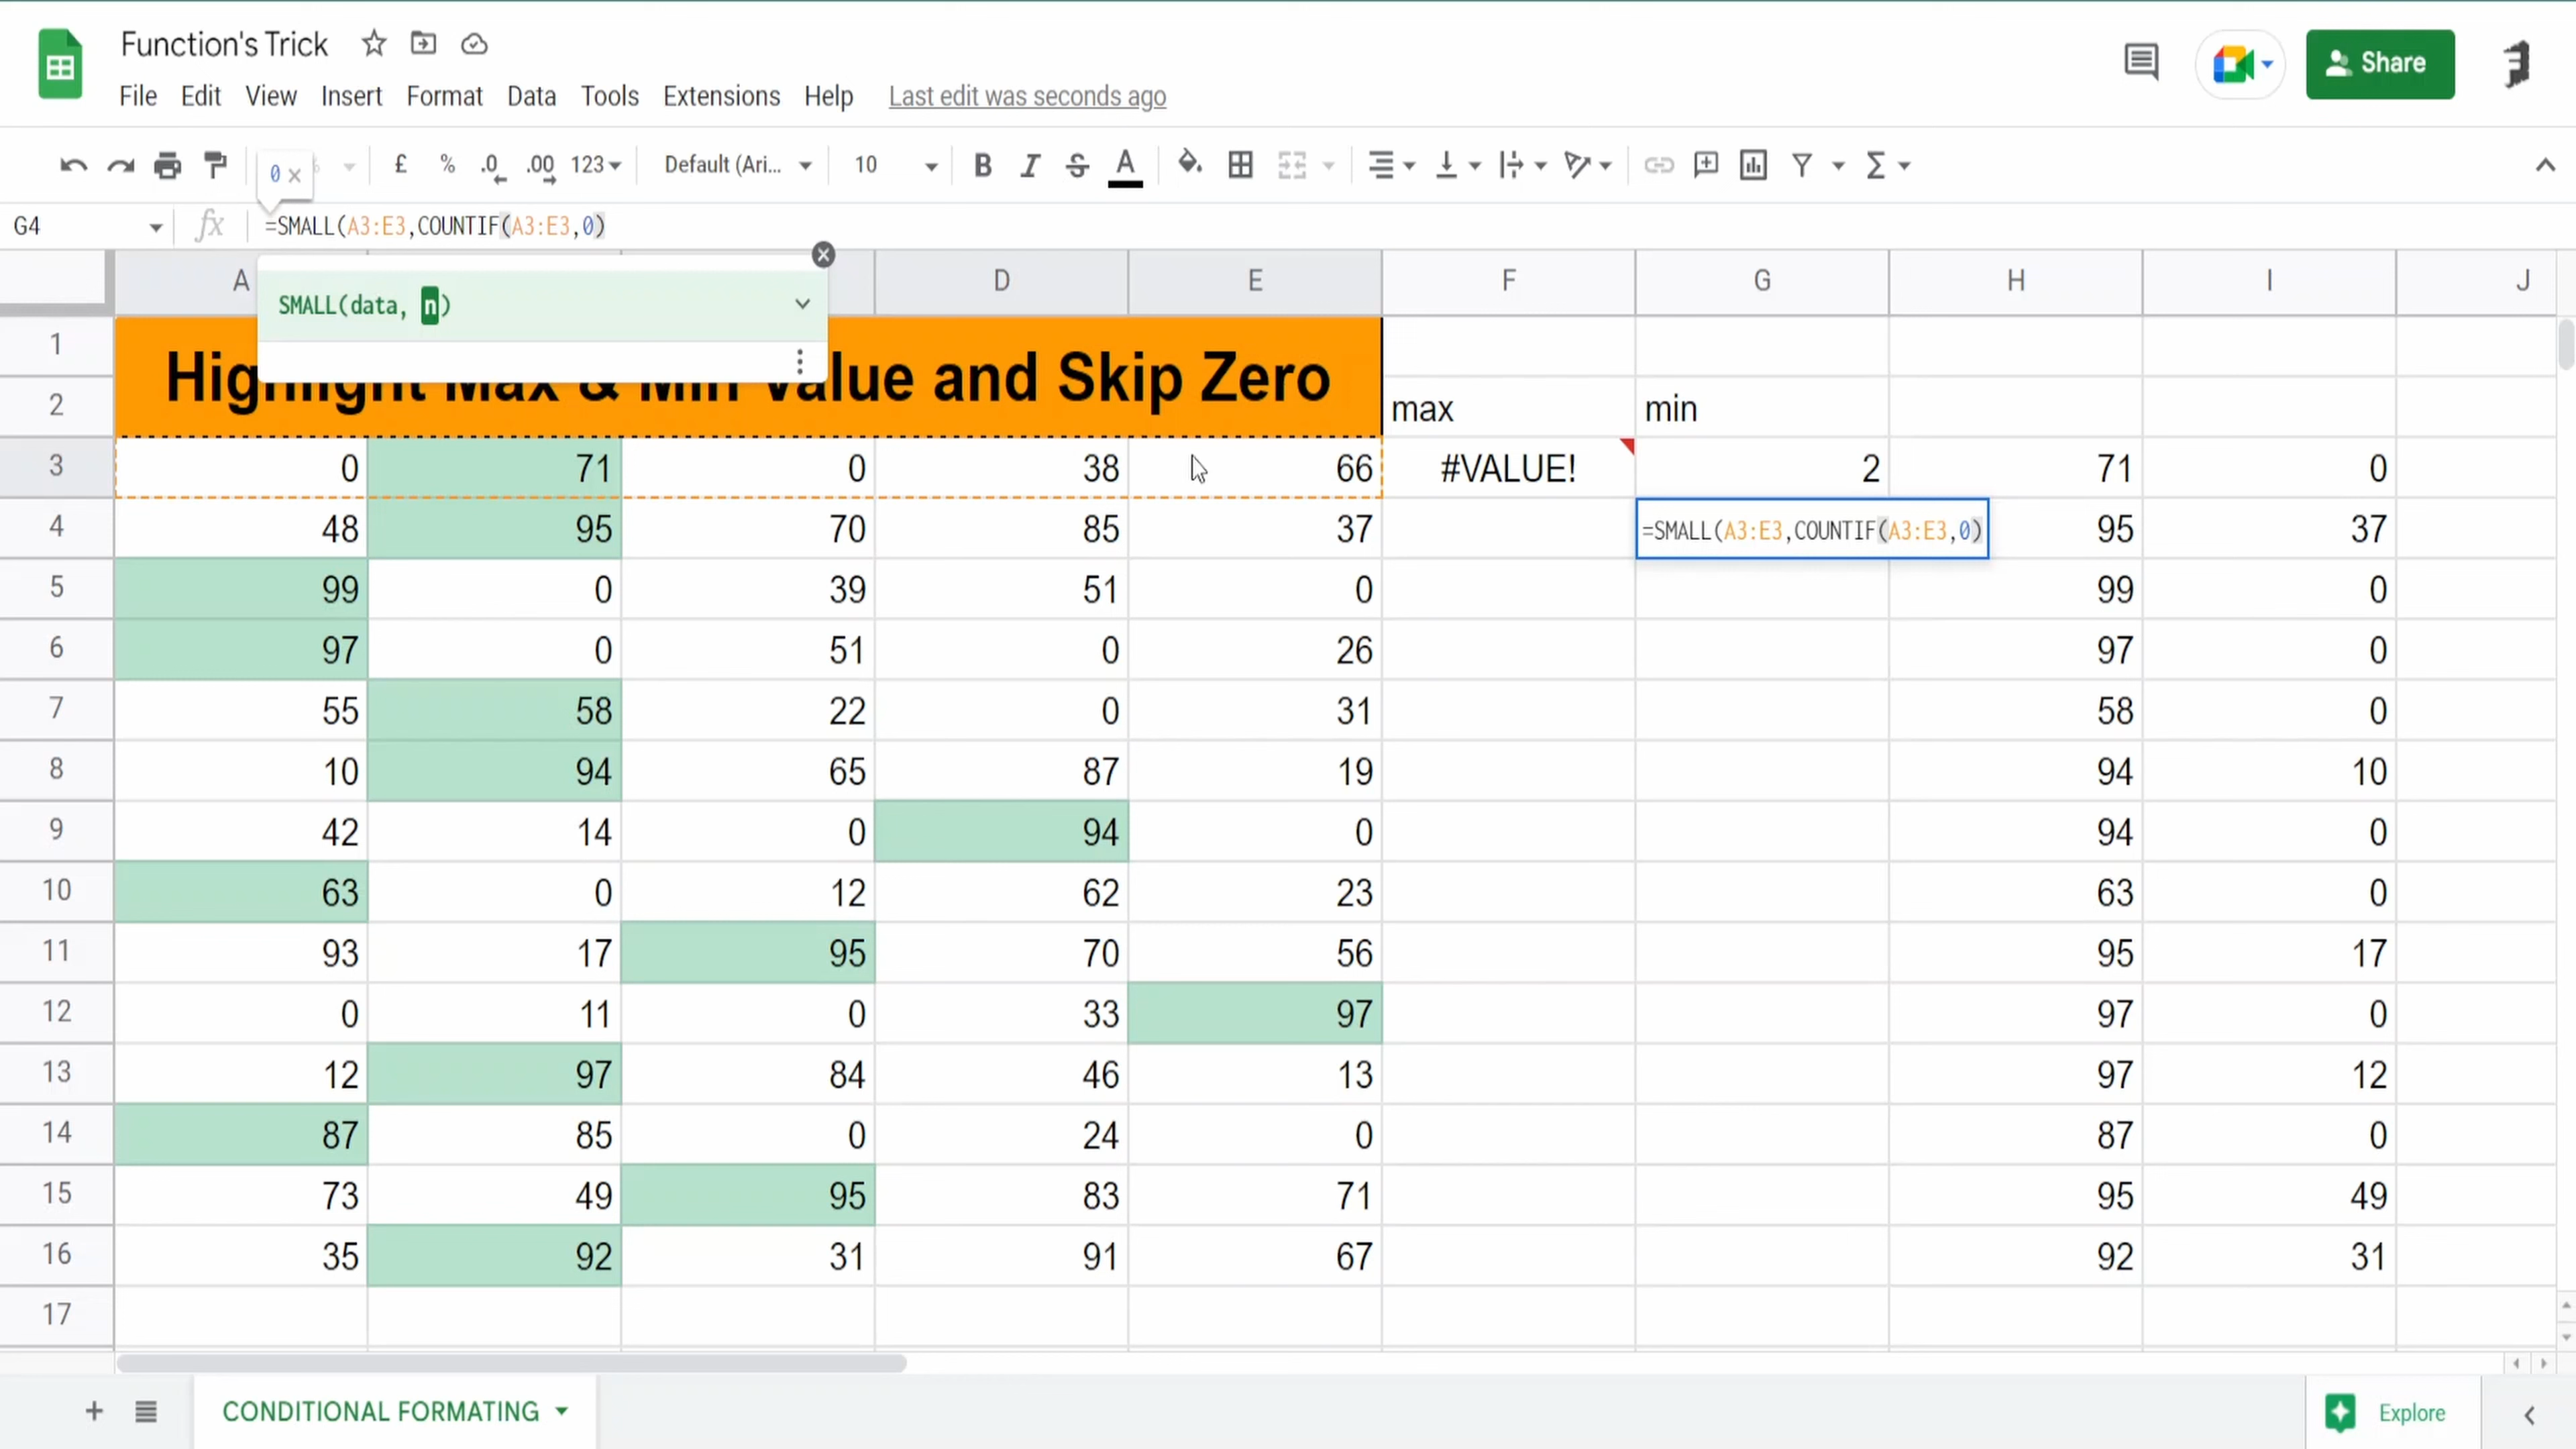 Function's Trick
File Edit View Insert Format Data Tools Extensions Help Last edit was seconds ago
Share
0 × £ % .0 .00 123 Default (Ari... 10 B I S A Σ
G4 fx =SMALL(A3:E3,COUNTIF(A3:E3,0)
SMALL(data, n)
A D E F G H I J
1
Highlight Max & Min Value and Skip Zero
2 max min
3 0 71 0 38 66 #VALUE! 2 71 0
4 48 95 70 85 37 =SMALL(A3:E3,COUNTIF(A3:E3,0) 95 37
5 99 0 39 51 0 99 0
6 97 0 51 0 26 97 0
7 55 58 22 0 31 58 0
8 10 94 65 87 19 94 10
9 42 14 0 94 0 94 0
10 63 0 12 62 23 63 0
11 93 17 95 70 56 95 17
12 0 11 0 33 97 97 0
13 12 97 84 46 13 97 12
14 87 85 0 24 0 87 0
15 73 49 95 83 71 95 49
16 35 92 31 91 67 92 31
17
+ CONDITIONAL FORMATING Explore